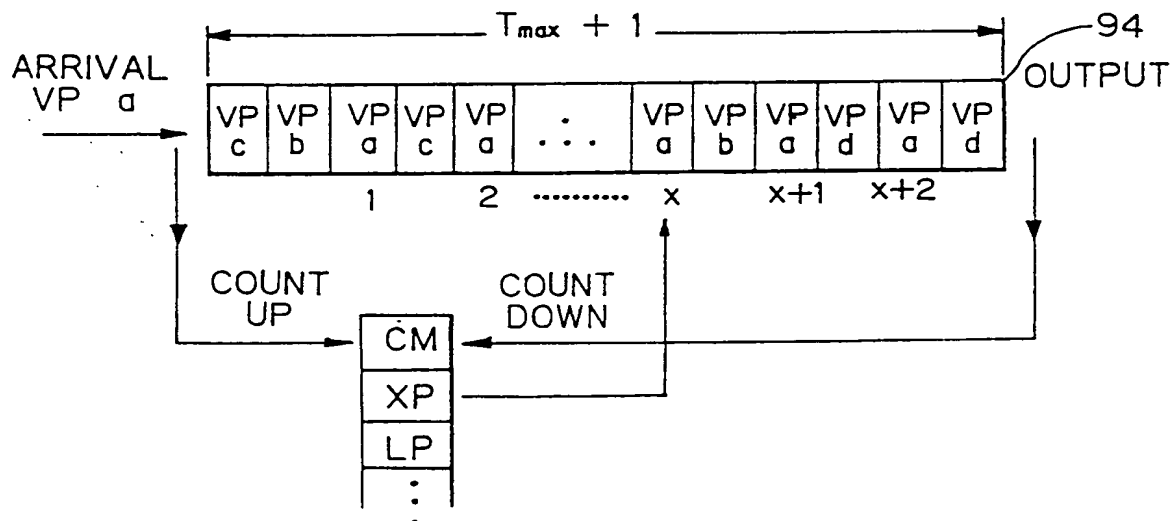 T max + 1
94
ARRIVAL
VP a
OUTPUT
VP VP VP VP VP . VP VP VP VP VP VP
c b a c a ... a b a d a d
1 2 .......... x x+1 x+2
COUNT
UP
COUNT
DOWN
CM
XP
LP